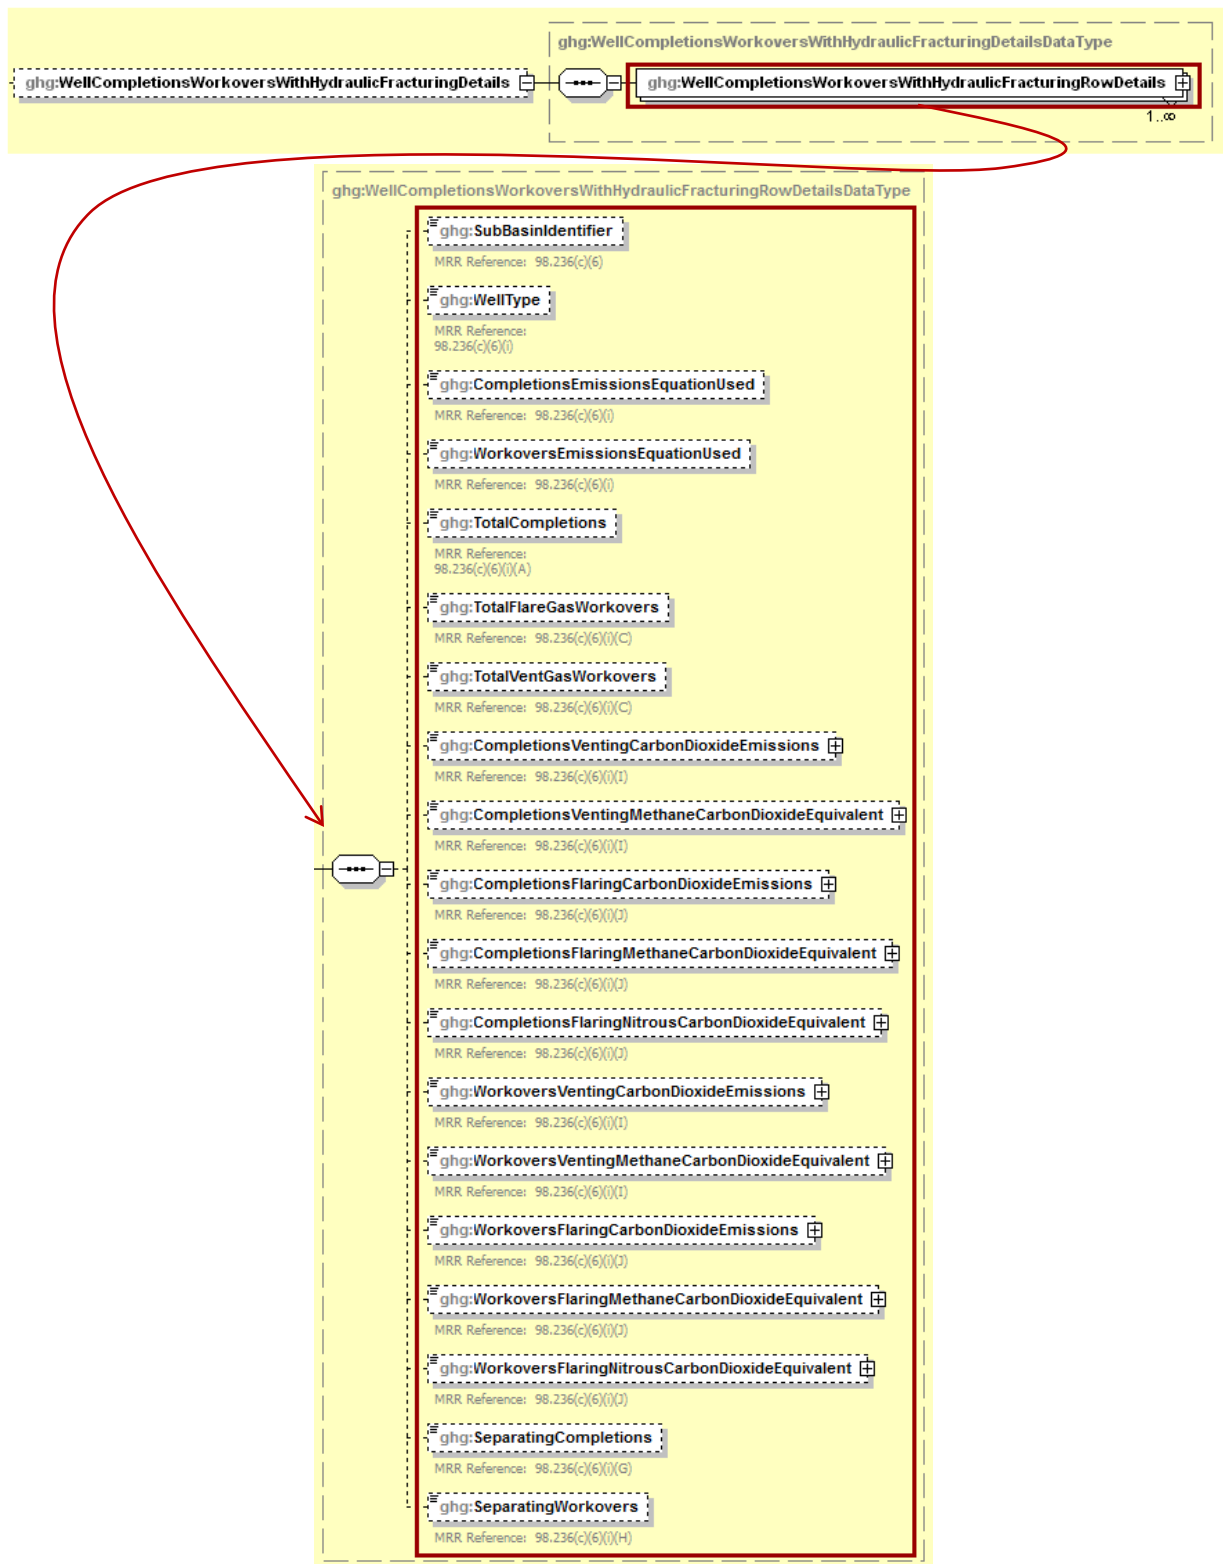 ghg:WellCompletionsWorkoversWithHydraulicFracturingDetailsDataType
ghg:WellCompletionsWorkoversWithHydraulicFracturingDetails
ghg:WellCompletionsWorkoversWithHydraulicFracturingRowDetails
1..∞
ghg:WellCompletionsWorkoversWithHydraulicFracturingRowDetailsDataType
ghg:SubBasinIdentifier
MRR Reference: 98.236(c)(6)
ghg:WellType
MRR Reference:
98.236(c)(6)(i)
ghg:CompletionsEmissionsEquationUsed
MRR Reference: 98.236(c)(6)(i)
ghg:WorkoversEmissionsEquationUsed
MRR Reference: 98.236(c)(6)(i)
ghg:TotalCompletions
MRR Reference:
98.236(c)(6)(i)(A)
ghg:TotalFlareGasWorkovers
MRR Reference: 98.236(c)(6)(i)(C)
ghg:TotalVentGasWorkovers
MRR Reference: 98.236(c)(6)(i)(C)
ghg:CompletionsVentingCarbonDioxideEmissions
MRR Reference: 98.236(c)(6)(i)(I)
ghg:CompletionsVentingMethaneCarbonDioxideEquivalent
MRR Reference: 98.236(c)(6)(i)(I)
ghg:CompletionsFlaringCarbonDioxideEmissions
MRR Reference: 98.236(c)(6)(i)(J)
ghg:CompletionsFlaringMethaneCarbonDioxideEquivalent
MRR Reference: 98.236(c)(6)(i)(J)
ghg:CompletionsFlaringNitrousCarbonDioxideEquivalent
MRR Reference: 98.236(c)(6)(i)(J)
ghg:WorkoversVentingCarbonDioxideEmissions
MRR Reference: 98.236(c)(6)(i)(I)
ghg:WorkoversVentingMethaneCarbonDioxideEquivalent
MRR Reference: 98.236(c)(6)(i)(I)
ghg:WorkoversFlaringCarbonDioxideEmissions
MRR Reference: 98.236(c)(6)(i)(J)
ghg:WorkoversFlaringMethaneCarbonDioxideEquivalent
MRR Reference: 98.236(c)(6)(i)(J)
ghg:WorkoversFlaringNitrousCarbonDioxideEquivalent
MRR Reference: 98.236(c)(6)(i)(J)
ghg:SeparatingCompletions
MRR Reference: 98.236(c)(6)(i)(G)
ghg:SeparatingWorkovers
MRR Reference: 98.236(c)(6)(i)(H)